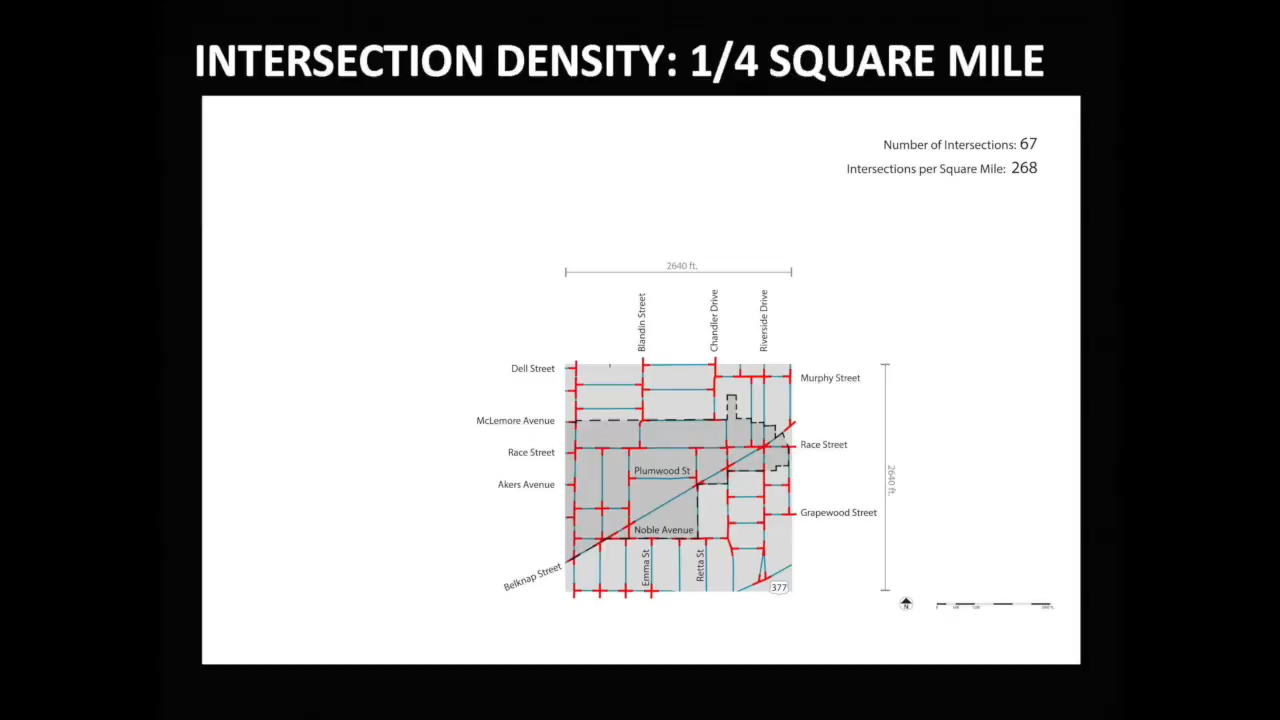 INTERSECTION DENSITY: 1/4 SQUARE MILE
Number of Intersections: 67
Intersections per Square Mile: 268
2640 ft.
Blandin Street
Chandler Drive
Riverside Drive
Dell Street
Murphy Street
McLemore Avenue
Race Street
Race Street
Plumwood St
2640 ft.
Akers Avenue
Grapewood Street
Noble Avenue
Emma St
Retta St
Belknap Street
377
N